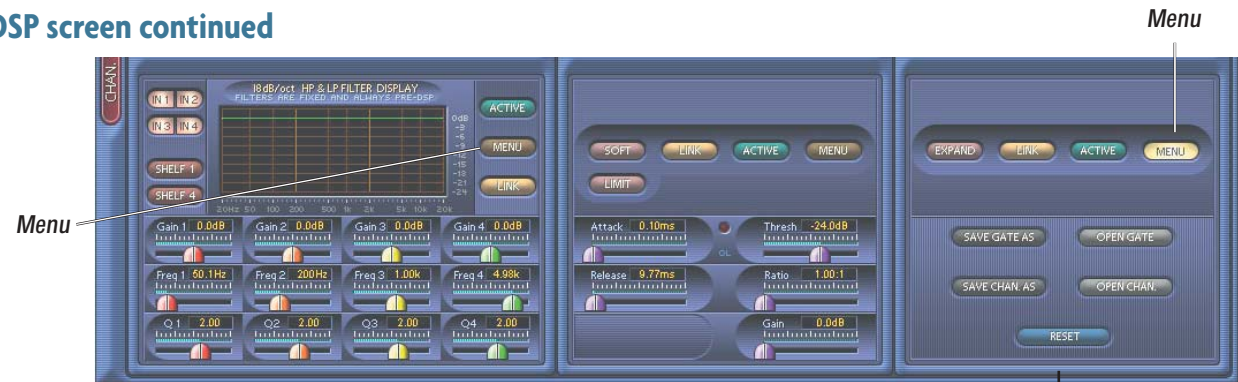 DSP screen continued
Menu
CHAN.
IN 1 IN 2
IN 3 IN 4
SHELF 1
SHELF 4
18dB/oct HP & LP FILTER DISPLAY
FILTERS ARE FIXED AND ALWAYS PRE-DSP
0dB
-3
-6
-9
-12
-15
-18
-21
-24
20Hz 50 100 200 500 1k 2k 5k 10k 20k
ACTIVE
MENU
LINK
Menu
Gain 1 0.0dB Gain 2 0.0dB Gain 3 0.0dB Gain 4 0.0dB
Freq 1 60.1Hz Freq 2 200Hz Freq 3 1.00k Freq 4 4.98k
Q 1 2.00 Q2 2.00 Q3 2.00 Q4 2.00
SOFT LINK ACTIVE MENU
LIMIT
Attack 0.10ms Thresh -24.0dB
OL
Release 9.77ms Ratio 1.00:1
Gain 0.0dB
EXPAND LINK ACTIVE MENU
SAVE GATE AS OPEN GATE
SAVE CHAN. AS OPEN CHAN.
RESET